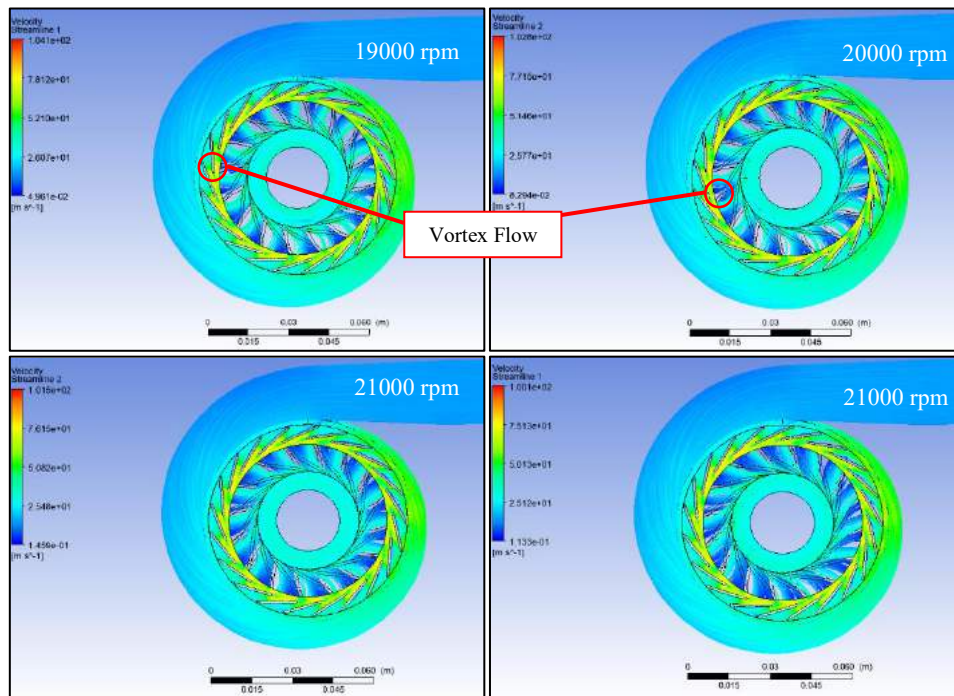 Velocity
Streamline 1
1.041e+02
7.812e+01
5.210e+01
2.607e+01
4.961e-02
[m s^-1]
19000 rpm
0 0.03 0.060 (m)
0.015 0.045
Velocity
Streamline 2
1.028e+02
7.715e+01
5.146e+01
2.577e+01
8.294e-02
[m s^-1]
20000 rpm
0 0.03 0.060 (m)
0.015 0.045
Vortex Flow
Velocity
Streamline 2
1.015e+02
7.615e+01
5.082e+01
2.548e+01
1.459e-01
[m s^-1]
21000 rpm
0 0.03 0.060 (m)
0.015 0.045
Velocity
Streamline 1
1.001e+02
7.513e+01
5.013e+01
2.512e+01
1.133e-01
[m s^-1]
21000 rpm
0 0.03 0.060 (m)
0.015 0.045